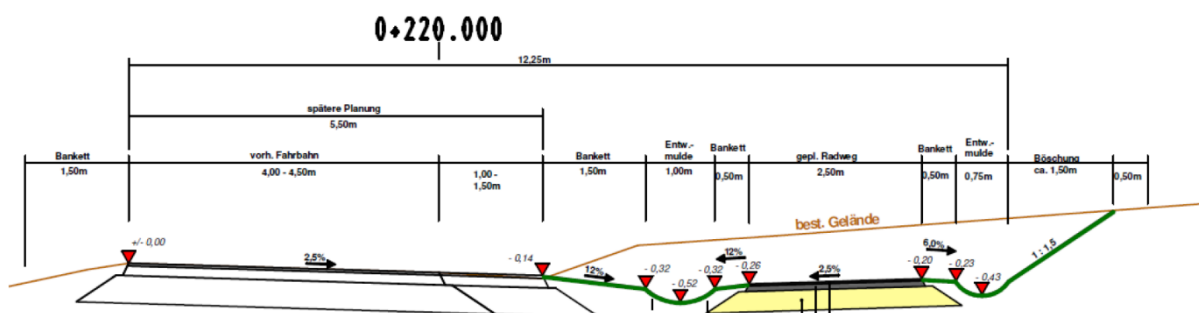 0+220.000
12,25m
spätere Planung
5,50m
Bankett
1,50m
vorh. Fahrbahn
4,00 - 4,50m
1,00 -
1,50m
Bankett
1,50m
Entw.-
mulde
1,00m
Bankett
0,50m
gepl. Radweg
2,50m
Bankett
0,50m
Entw.-
mulde
0,75m
Böschung
ca. 1,50m
0,50m
best. Gelände
+/- 0,00
2,5%
- 0,14
12%
- 0,32
- 0,52
- 0,32
12%
- 0,26
2,5%
- 0,20
6,0%
- 0,23
- 0,43
1 : 1,5